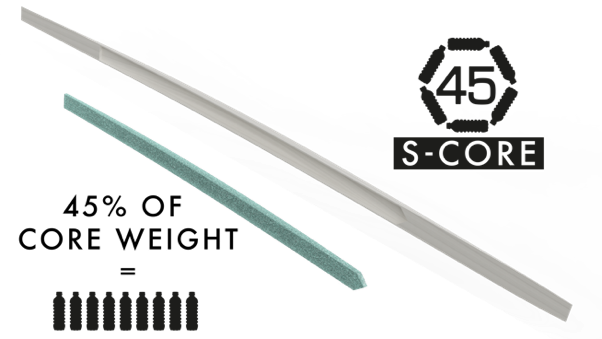 45
S-CORE
45% OF
CORE WEIGHT
=